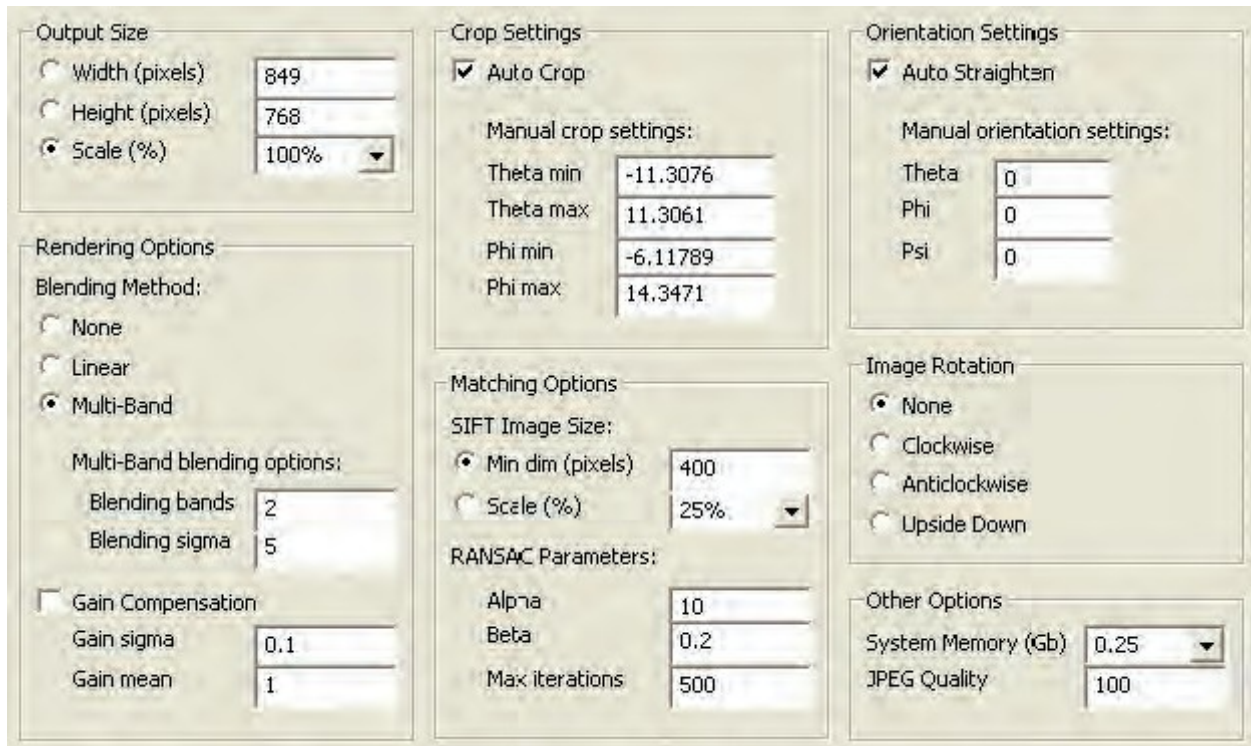 Output Size
Width (pixels) 849
Height (pixels) 768
Scale (%) 100%
Rendering Options
Blending Method:
None
Linear
Multi-Band
Multi-Band blending options:
Blending bands 2
Blending sigma 5
Gain Compensation
Gain sigma 0.1
Gain mean 1
Crop Settings
Auto Crop
Manual crop settings:
Theta min -11.3076
Theta max 11.3061
Phi min -6.11789
Phi max 14.3471
Matching Options
SIFT Image Size:
Min dim (pixels) 400
Scale (%) 25%
RANSAC Parameters:
Alpha 10
Beta 0.2
Max iterations 500
Orientation Settings
Auto Straighten
Manual orientation settings:
Theta 0
Phi 0
Psi 0
Image Rotation
None
Clockwise
Anticlockwise
Upside Down
Other Options
System Memory (Gb) 0.25
JPEG Quality 100